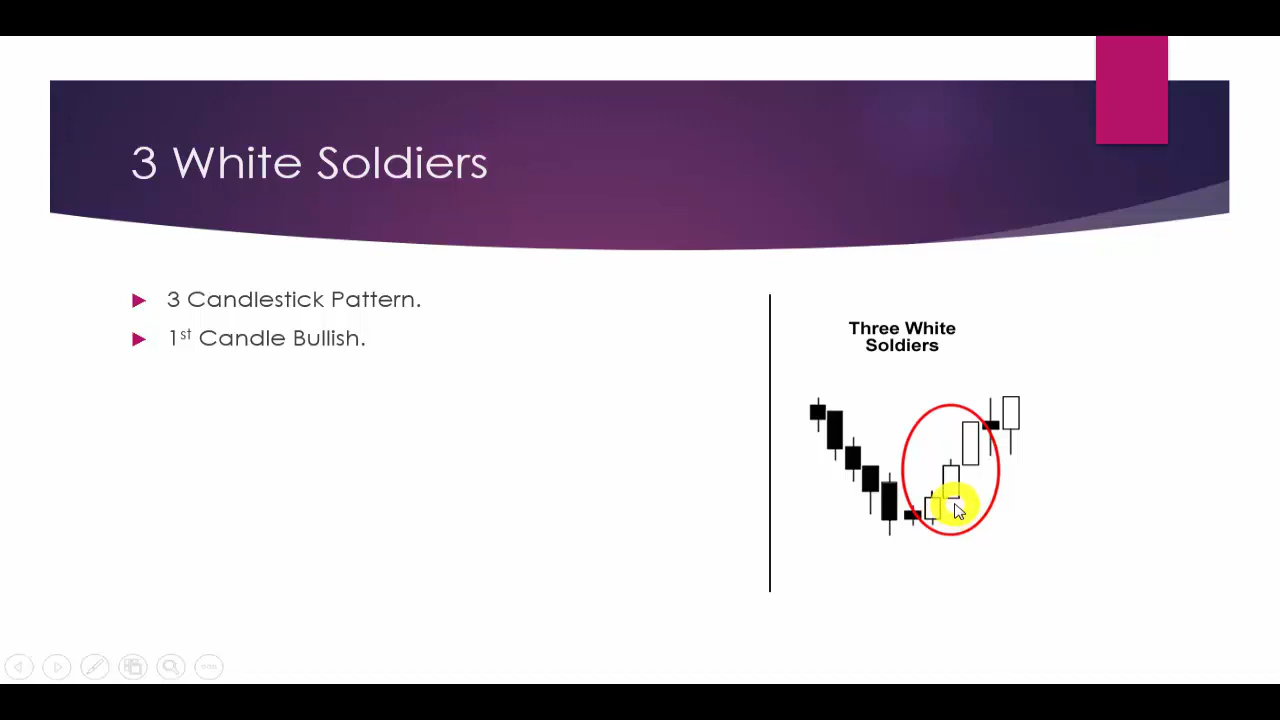 3 White Soldiers
3 Candlestick Pattern.
1st Candle Bullish.
Three White
Soldiers